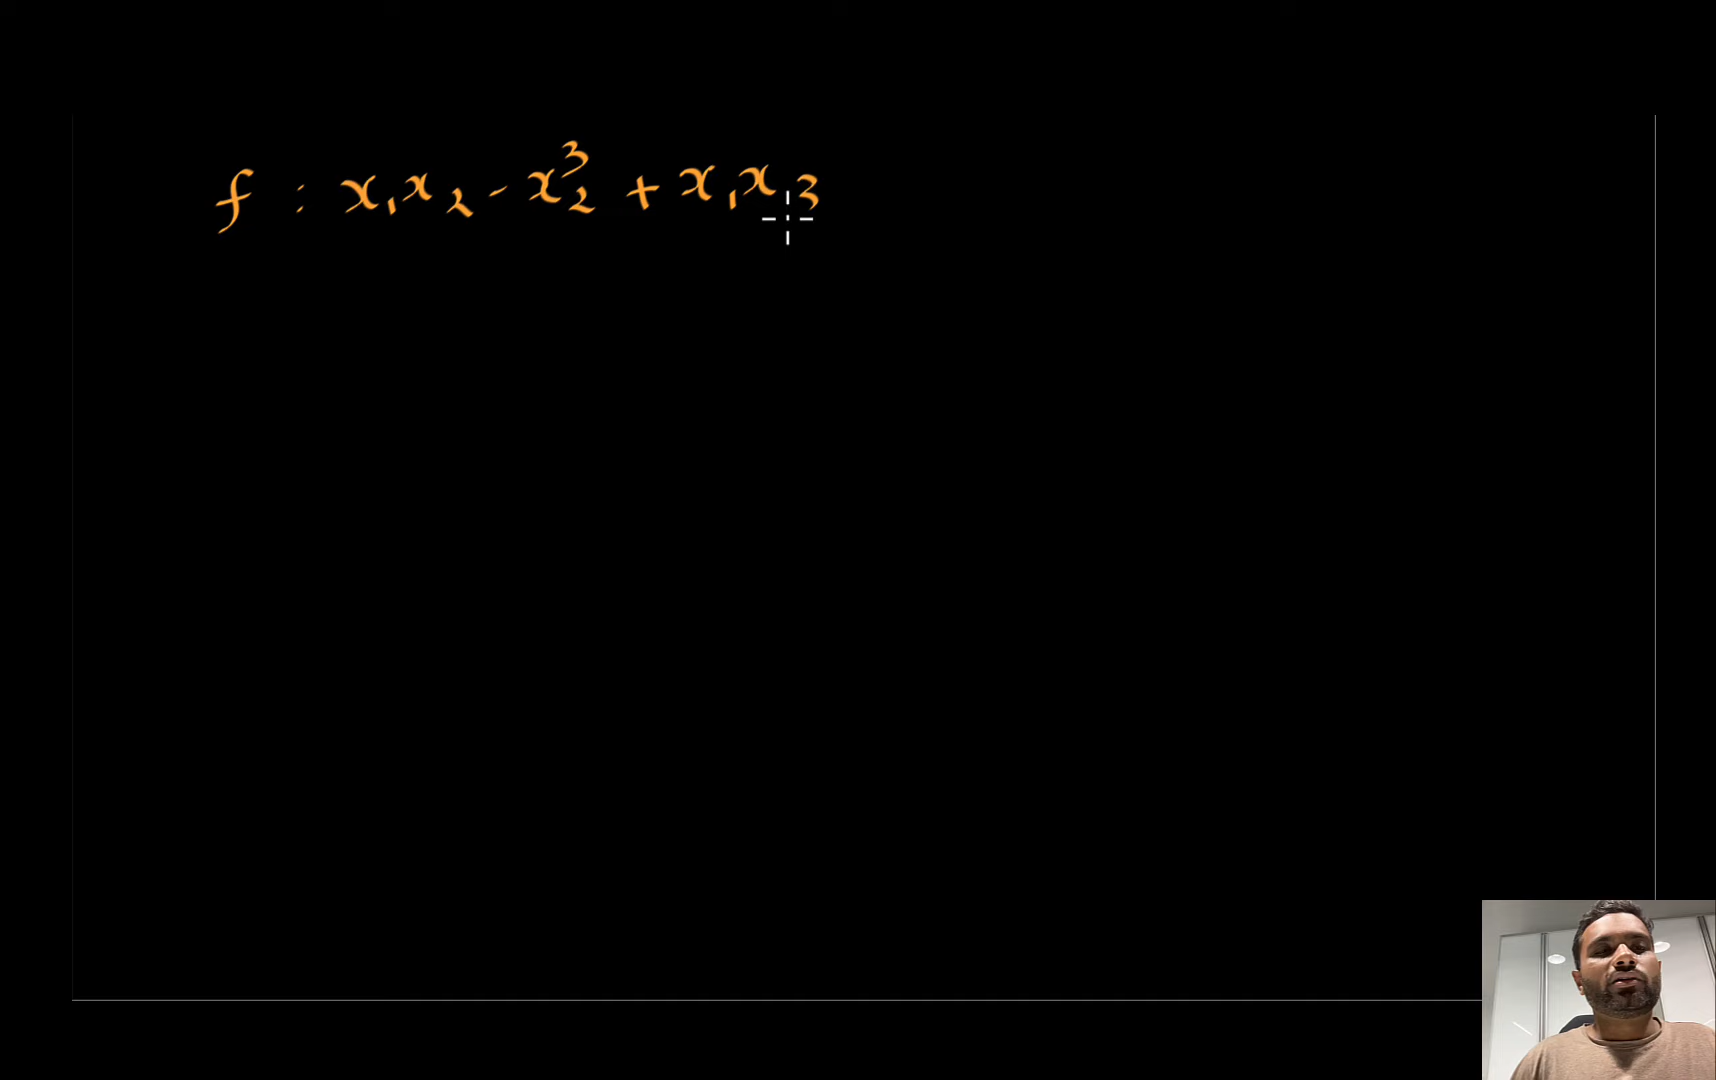 f : x₁x₂ - x₂³ + x₁x₃